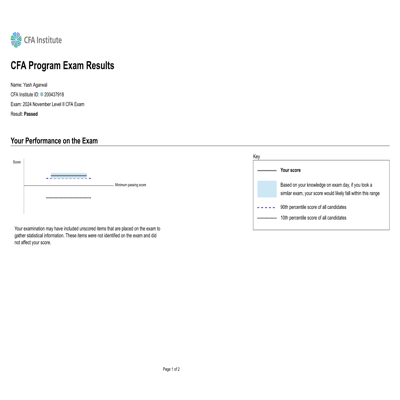 CFA Institute
CFA Program Exam Results
Name: Yash Agarwal
CFA Institute ID: # 200437918
Exam: 2024 November Level II CFA Exam
Result: Passed
Your Performance on the Exam
Score
Minimum passing score
Key
Your score
Based on your knowledge on exam day, if you took a
similar exam, your score would likely fall within this range
90th percentile score of all candidates
10th percentile score of all candidates
Your examination may have included unscored items that are placed on the exam to
gather statistical information. These items were not identified on the exam and did
not affect your score.
Page 1 of 2